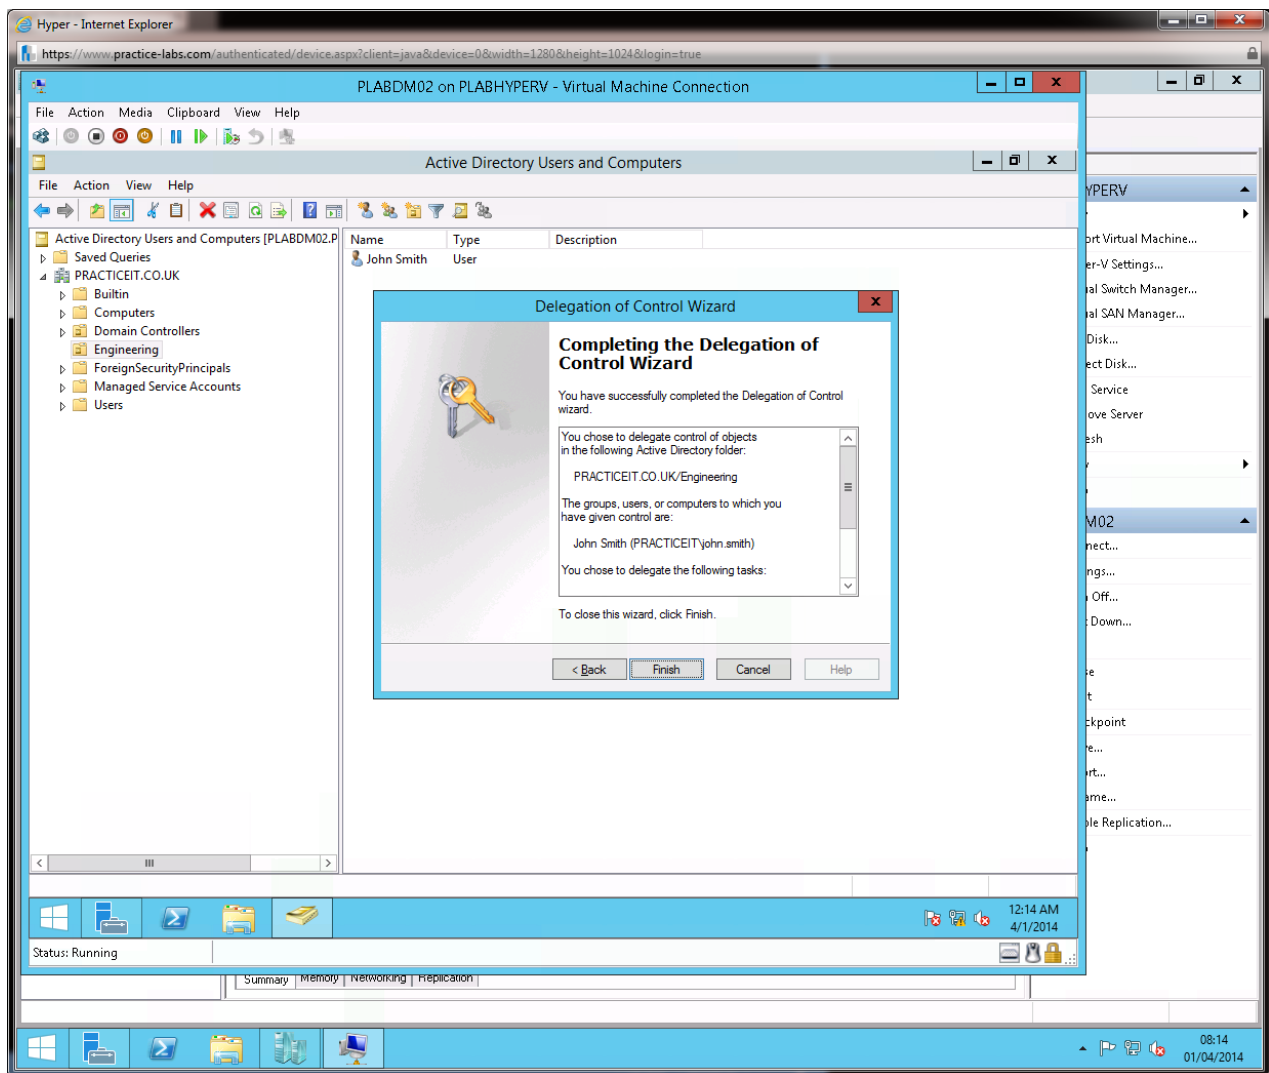 Hyper - Internet Explorer
https://www.practice-labs.com/authenticated/device.aspx?client=java&device=0&width=1280&height=1024&login=true
PLABDM02 on PLABHYPERV - Virtual Machine Connection
File Action Media Clipboard View Help
Active Directory Users and Computers
File Action View Help
Active Directory Users and Computers [PLABDM02.P
Saved Queries
PRACTICEIT.CO.UK
Builtin
Computers
Domain Controllers
Engineering
ForeignSecurityPrincipals
Managed Service Accounts
Users
Name Type Description
John Smith User
Delegation of Control Wizard
Completing the Delegation of
Control Wizard
You have successfully completed the Delegation of Control
wizard.
You chose to delegate control of objects
in the following Active Directory folder:
PRACTICEIT.CO.UK/Engineering
The groups, users, or computers to which you
have given control are:
John Smith (PRACTICEIT\john.smith)
You chose to delegate the following tasks:
To close this wizard, click Finish.
< Back Finish Cancel Help
YPERV
ort Virtual Machine...
er-V Settings...
ual Switch Manager...
ual SAN Manager...
Disk...
ect Disk...
Service
ove Server
esh
M02
nect...
ngs...
Off...
Down...
se
t
ckpoint
ve...
ort...
ame...
ble Replication...
12:14 AM
4/1/2014
Status: Running
Summary Memory Networking Replication
08:14
01/04/2014